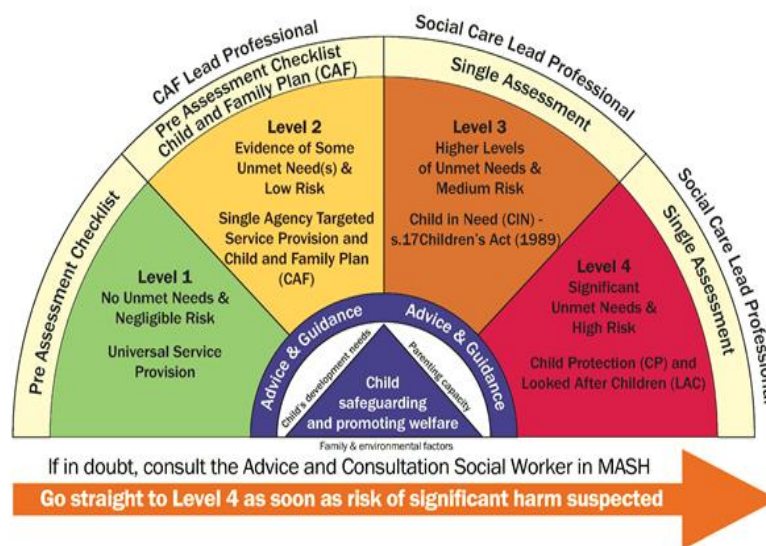 CAF Lead Professional
Pre Assessment Checklist
Child and Family Plan (CAF)
Social Care Lead Professional
Single Assessment
Social Care Lead Professional
Single Assessment
Pre Assessment Checklist
Level 1
No Unmet Needs &
Negligible Risk
Universal Service
Provision
Level 2
Evidence of Some
Unmet Need(s) &
Low Risk
Single Agency Targeted
Service Provision and
Child and Family Plan
(CAF)
Level 3
Higher Levels
of Unmet Needs &
Medium Risk
Child in Need (CIN) -
s.17Children's Act (1989)
Level 4
Significant
Unmet Needs &
High Risk
Child Protection (CP) and
Looked After Children (LAC)
Advice & Guidance
Advice & Guidance
Child's development needs
Parenting capacity
Child
safeguarding
and promoting welfare
Family & environmental factors
If in doubt, consult the Advice and Consultation Social Worker in MASH
Go straight to Level 4 as soon as risk of significant harm suspected